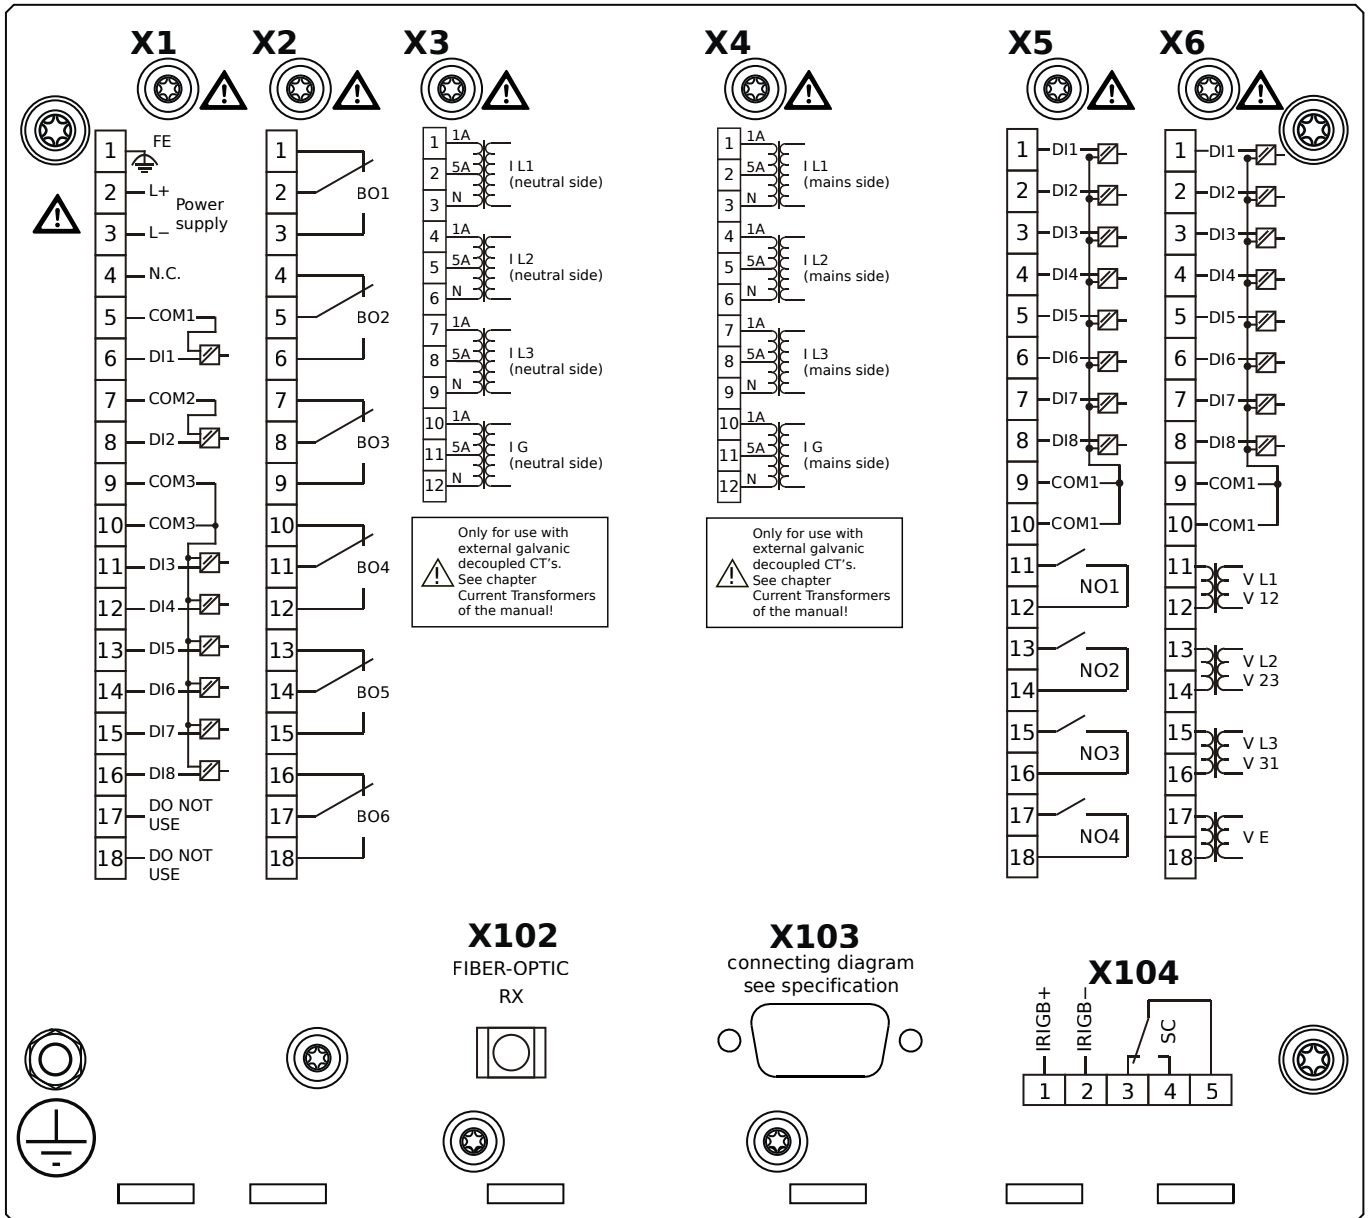 X1
X2
X3
X4
X5
X6
1 FE
2 L+
Power
supply
3 L−
4 N.C.
5 COM1
6 DI1
7 COM2
8 DI2
9 COM3
10 COM3
11 DI3
12 DI4
13 DI5
14 DI6
15 DI7
16 DI8
17 DO NOT
USE
18 DO NOT
USE
1
2 BO1
3
4
5 BO2
6
7
8 BO3
9
10
11 BO4
12
13
14 BO5
15
16
17 BO6
18
1 1A
2 5A I L1
(neutral side)
3 N
4 1A
5 5A I L2
(neutral side)
6 N
7 1A
8 5A I L3
(neutral side)
9 N
10 1A
11 5A I G
(neutral side)
12 N
Only for use with
external galvanic
decoupled CT’s.
See chapter
Current Transformers
of the manual!
1 1A
2 5A I L1
(mains side)
3 N
4 1A
5 5A I L2
(mains side)
6 N
7 1A
8 5A I L3
(mains side)
9 N
10 1A
11 5A I G
(mains side)
12 N
Only for use with
external galvanic
decoupled CT’s.
See chapter
Current Transformers
of the manual!
1 DI1
2 DI2
3 DI3
4 DI4
5 DI5
6 DI6
7 DI7
8 DI8
9 COM1
10 COM1
11
NO1
12
13
NO2
14
15
NO3
16
17
NO4
18
1 DI1
2 DI2
3 DI3
4 DI4
5 DI5
6 DI6
7 DI7
8 DI8
9 COM1
10 COM1
11 V L1
12 V 12
13 V L2
14 V 23
15 V L3
16 V 31
17
V E
18
X102
FIBER-OPTIC
RX
X103
connecting diagram
see specification
X104
IRIGB+
IRIGB−
SC
1 2 3 4 5